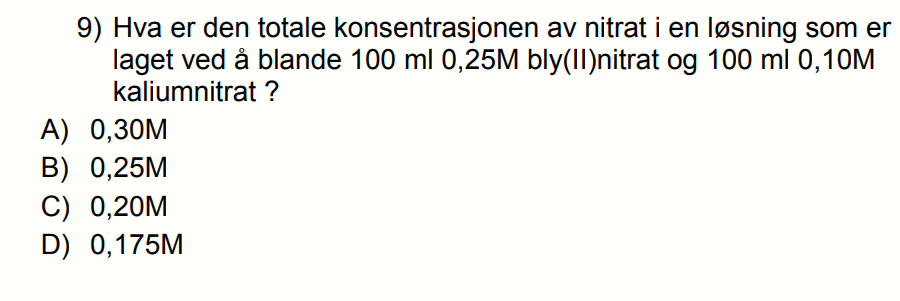 9) Hva er den totale konsentrasjonen av nitrat i en løsning som er
laget ved å blande 100 ml 0,25M bly(II)nitrat og 100 ml 0,10M
kaliumnitrat ?
A) 0,30M
B) 0,25M
C) 0,20M
D) 0,175M